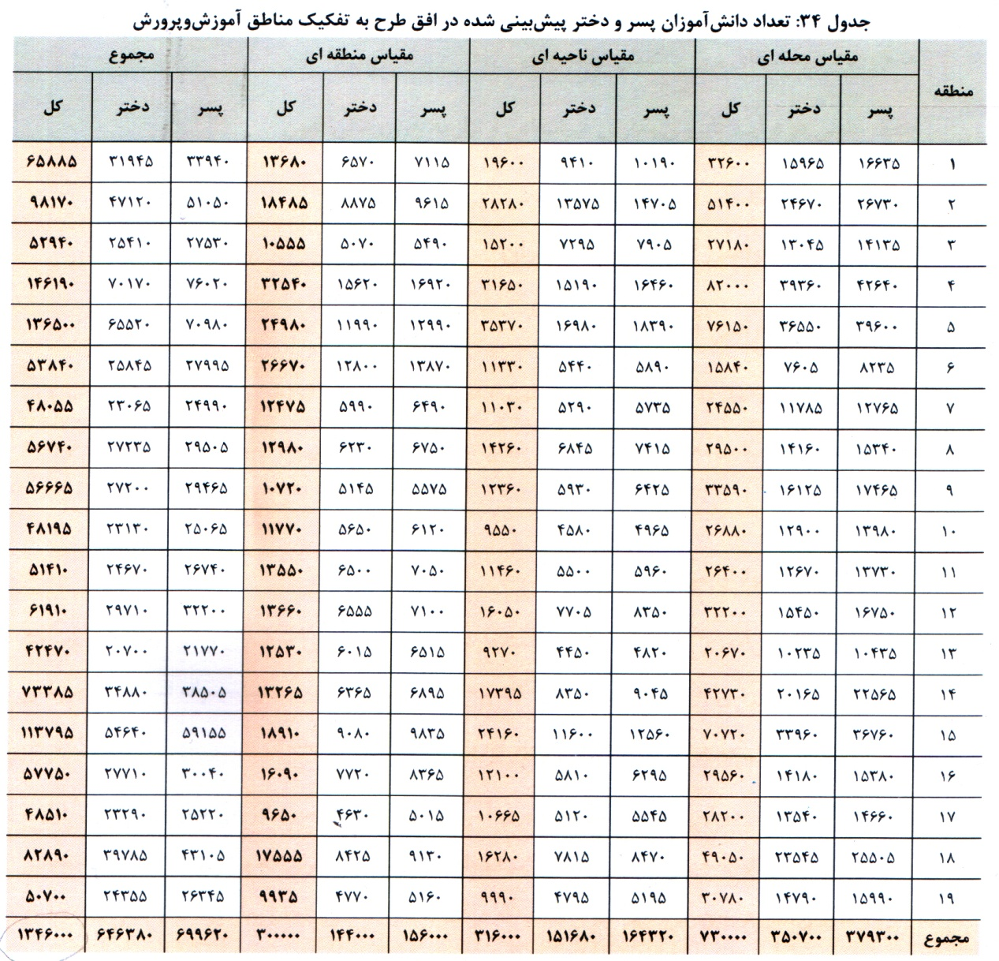 جدول ۳۴: تعداد دانش‌آموزان پسر و دختر پیش‌بینی شده در افق طرح به تفکیک مناطق آموزش‌وپرورش
منطقه مقیاس محله ای مقیاس ناحیه ای مقیاس منطقه ای مجموع
پسر دختر کل پسر دختر کل پسر دختر کل پسر دختر کل
۱ ۱۶۶۳۵ ۱۵۹۶۵ ۳۲۶۰۰ ۱۰۱۹۰ ۹۴۱۰ ۱۹۶۰۰ ۷۱۱۵ ۶۵۷۰ ۱۳۶۸۰ ۳۳۹۴۰ ۳۱۹۴۵ ۶۵۸۸۵
۲ ۲۶۷۳۰ ۲۴۶۷۰ ۵۱۴۰۰ ۱۴۷۰۵ ۱۳۵۷۵ ۲۸۲۸۰ ۹۶۱۵ ۸۸۷۵ ۱۸۴۸۵ ۵۱۰۵۰ ۴۷۱۲۰ ۹۸۱۷۰
۳ ۱۴۱۳۵ ۱۳۰۴۵ ۲۷۱۸۰ ۷۹۰۵ ۷۲۹۵ ۱۵۲۰۰ ۵۴۹۰ ۵۰۷۰ ۱۰۵۵۵ ۲۷۵۳۰ ۲۵۴۱۰ ۵۲۹۴۰
۴ ۴۲۶۴۰ ۳۹۳۶۰ ۸۲۰۰۰ ۱۶۴۶۰ ۱۵۱۹۰ ۳۱۶۵۰ ۱۶۹۲۰ ۱۵۶۲۰ ۳۲۵۴۰ ۷۶۰۲۰ ۷۰۱۷۰ ۱۴۶۱۹۰
۵ ۳۹۶۰۰ ۳۶۵۵۰ ۷۶۱۵۰ ۱۸۳۹۰ ۱۶۹۸۰ ۳۵۳۷۰ ۱۲۹۹۰ ۱۱۹۹۰ ۲۴۹۸۰ ۷۰۹۸۰ ۶۵۵۲۰ ۱۳۶۵۰۰
۶ ۸۲۳۵ ۷۶۰۵ ۱۵۸۴۰ ۵۸۹۰ ۵۴۴۰ ۱۱۳۳۰ ۱۳۸۷۰ ۱۲۸۰۰ ۲۶۶۷۰ ۲۷۹۹۵ ۲۵۸۴۵ ۵۳۸۴۰
۷ ۱۲۷۶۵ ۱۱۷۸۵ ۲۴۵۵۰ ۵۷۳۵ ۵۲۹۰ ۱۱۰۳۰ ۶۴۹۰ ۵۹۹۰ ۱۲۴۷۵ ۲۴۹۹۰ ۲۳۰۶۵ ۴۸۰۵۵
۸ ۱۵۳۴۰ ۱۴۱۶۰ ۲۹۵۰۰ ۷۴۱۵ ۶۸۴۵ ۱۴۲۶۰ ۶۷۵۰ ۶۲۳۰ ۱۲۹۸۰ ۲۹۵۰۵ ۲۷۲۳۵ ۵۶۷۴۰
۹ ۱۷۴۶۵ ۱۶۱۲۵ ۳۳۵۹۰ ۶۴۲۵ ۵۹۳۰ ۱۲۳۶۰ ۵۵۷۵ ۵۱۴۵ ۱۰۷۲۰ ۲۹۴۶۵ ۲۷۲۰۰ ۵۶۶۶۵
۱۰ ۱۳۹۸۰ ۱۲۹۰۰ ۲۶۸۸۰ ۴۹۶۵ ۴۵۸۰ ۹۵۵۰ ۶۱۲۰ ۵۶۵۰ ۱۱۷۷۰ ۲۵۰۶۵ ۲۳۱۳۰ ۴۸۱۹۵
۱۱ ۱۳۷۳۰ ۱۲۶۷۰ ۲۶۴۰۰ ۵۹۶۰ ۵۵۰۰ ۱۱۴۶۰ ۷۰۵۰ ۶۵۰۰ ۱۳۵۵۰ ۲۶۷۴۰ ۲۴۶۷۰ ۵۱۴۱۰
۱۲ ۱۶۷۵۰ ۱۵۴۵۰ ۳۲۲۰۰ ۸۳۵۰ ۷۷۰۵ ۱۶۰۵۰ ۷۱۰۰ ۶۵۵۵ ۱۳۶۶۰ ۳۲۲۰۰ ۲۹۷۱۰ ۶۱۹۱۰
۱۳ ۱۰۴۳۵ ۱۰۲۳۵ ۲۰۶۷۰ ۴۸۲۰ ۴۴۵۰ ۹۲۷۰ ۶۵۱۵ ۶۰۱۵ ۱۲۵۳۰ ۲۱۷۷۰ ۲۰۷۰۰ ۴۲۴۷۰
۱۴ ۲۲۵۶۵ ۲۰۱۶۵ ۴۲۷۳۰ ۹۰۴۵ ۸۳۵۰ ۱۷۳۹۵ ۶۸۹۵ ۶۳۶۵ ۱۳۲۶۵ ۳۸۵۰۵ ۳۴۸۸۰ ۷۳۳۸۵
۱۵ ۳۶۷۶۰ ۳۳۹۶۰ ۷۰۷۲۰ ۱۲۵۶۰ ۱۱۶۰۰ ۲۴۱۶۰ ۹۸۳۵ ۹۰۸۰ ۱۸۹۱۰ ۵۹۱۵۵ ۵۴۶۴۰ ۱۱۳۷۹۵
۱۶ ۱۵۳۸۰ ۱۴۱۸۰ ۲۹۵۶۰ ۶۲۹۵ ۵۸۱۰ ۱۲۱۰۰ ۸۳۶۵ ۷۷۲۰ ۱۶۰۹۰ ۳۰۰۴۰ ۲۷۷۱۰ ۵۷۷۵۰
۱۷ ۱۴۶۶۰ ۱۳۵۴۰ ۲۸۲۰۰ ۵۵۴۵ ۵۱۲۰ ۱۰۶۶۵ ۵۰۱۵ ۴۶۳۰ ۹۶۵۰ ۲۵۲۲۰ ۲۳۲۹۰ ۴۸۵۱۰
۱۸ ۲۵۵۰۵ ۲۳۵۴۵ ۴۹۰۵۰ ۸۴۷۰ ۷۸۱۵ ۱۶۲۸۰ ۹۱۳۰ ۸۴۲۵ ۱۷۵۵۵ ۴۳۱۰۵ ۳۹۷۸۵ ۸۲۸۹۰
۱۹ ۱۵۹۹۰ ۱۴۷۹۰ ۳۰۷۸۰ ۵۱۹۵ ۴۷۹۵ ۹۹۹۰ ۵۱۶۰ ۴۷۷۰ ۹۹۳۵ ۲۶۳۴۵ ۲۴۳۵۵ ۵۰۷۰۰
مجموع ۳۷۹۳۰۰ ۳۵۰۷۰۰ ۷۳۰۰۰۰ ۱۶۴۳۲۰ ۱۵۱۶۸۰ ۳۱۶۰۰۰ ۱۵۶۰۰۰ ۱۴۴۰۰۰ ۳۰۰۰۰۰ ۶۹۹۶۲۰ ۶۴۶۳۸۰ ۱۳۴۶۰۰۰